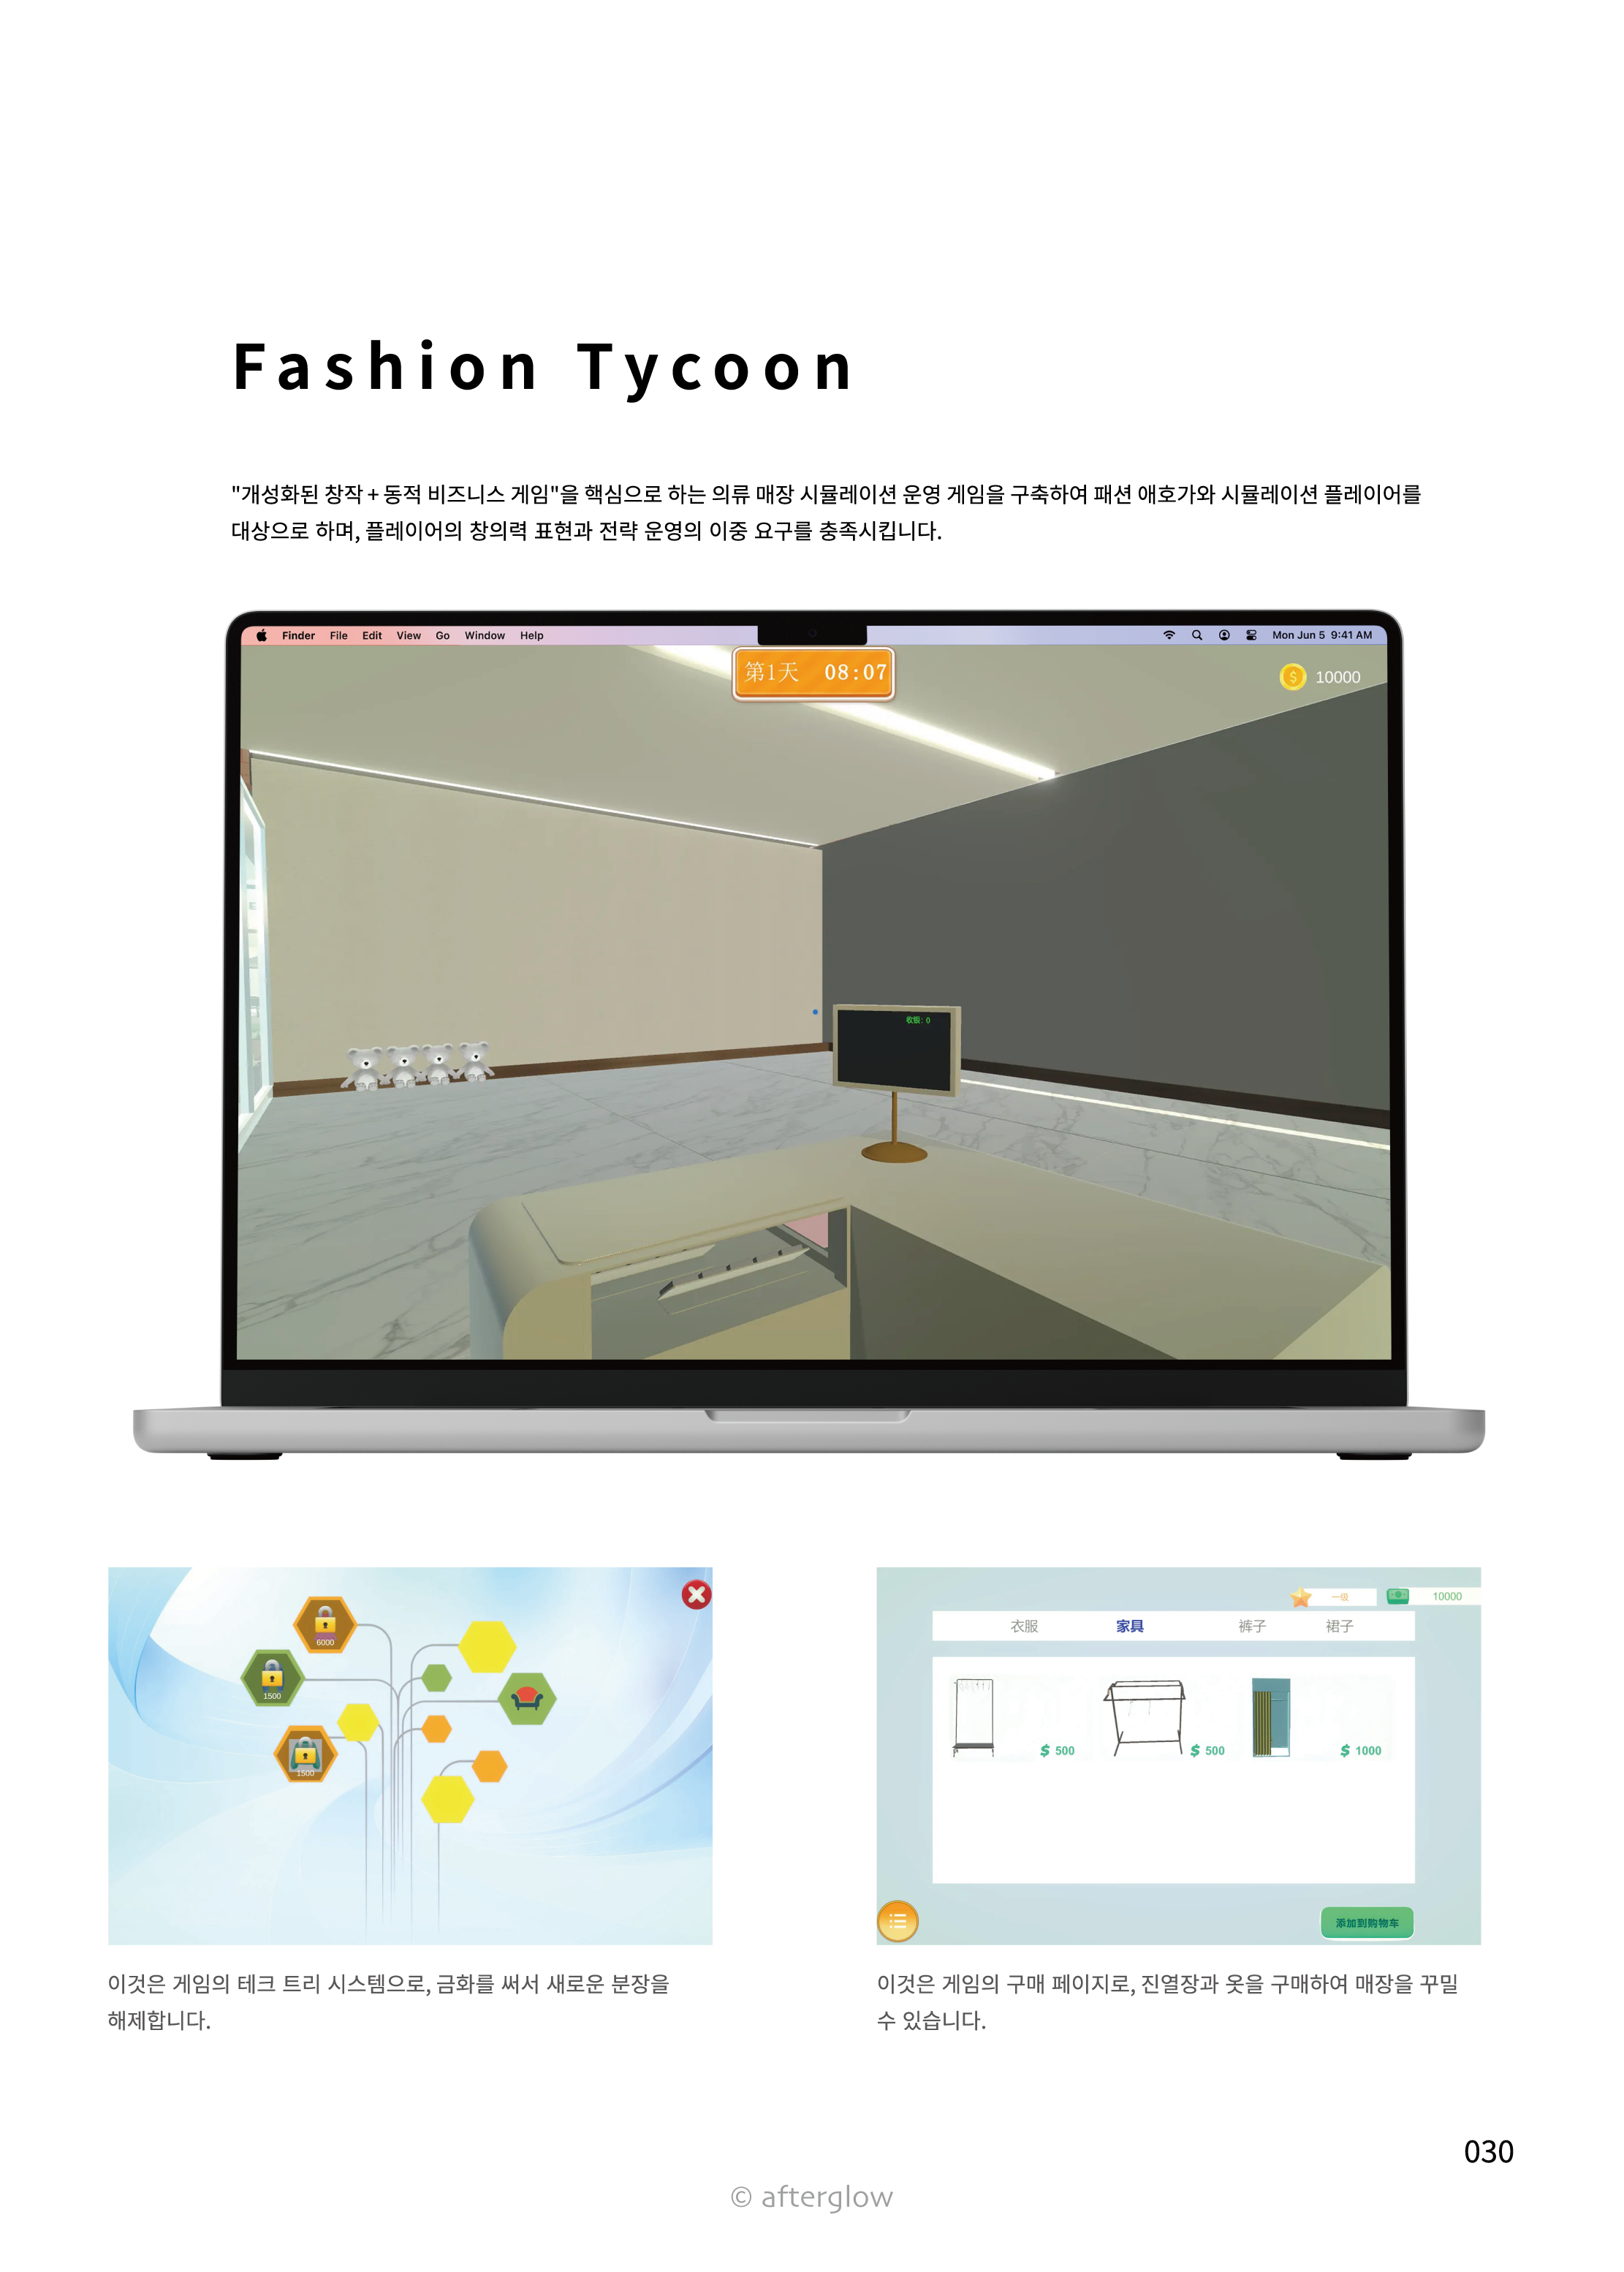 Fashion Tycoon
"개성화된 창작 + 동적 비즈니스 게임"을 핵심으로 하는 의류 매장 시뮬레이션 운영 게임을 구축하여 패션 애호가와 시뮬레이션 플레이어를
대상으로 하며, 플레이어의 창의력 표현과 전략 운영의 이중 요구를 충족시킵니다.
Finder File Edit View Go Window Help Mon Jun 5 9:41 AM
第1天 08:07
10000
收银: 0
6000
1500
1500
一级 10000
衣服 家具 裤子 裙子
$ 500 $ 500 $ 1000
添加到购物车
이것은 게임의 테크 트리 시스템으로, 금화를 써서 새로운 분장을
해제합니다.
이것은 게임의 구매 페이지로, 진열장과 옷을 구매하여 매장을 꾸밀
수 있습니다.
030
© afterglow